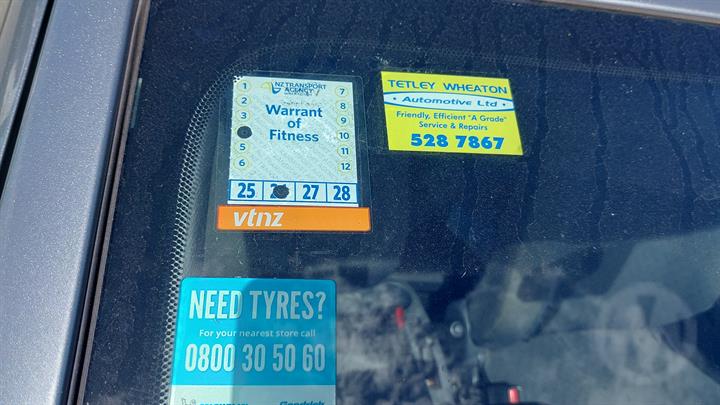 NZ TRANSPORT
AGENCY
Warrant
of
Fitness
1 7
2 8
3 9
10
5
6 12
25 27 28
vtnz
TETLEY WHEATON
Automotive Ltd
Friendly, Efficient "A Grade"
Service & Repairs
528 7867
NEED TYRES?
For your nearest store call
0800 30 50 60